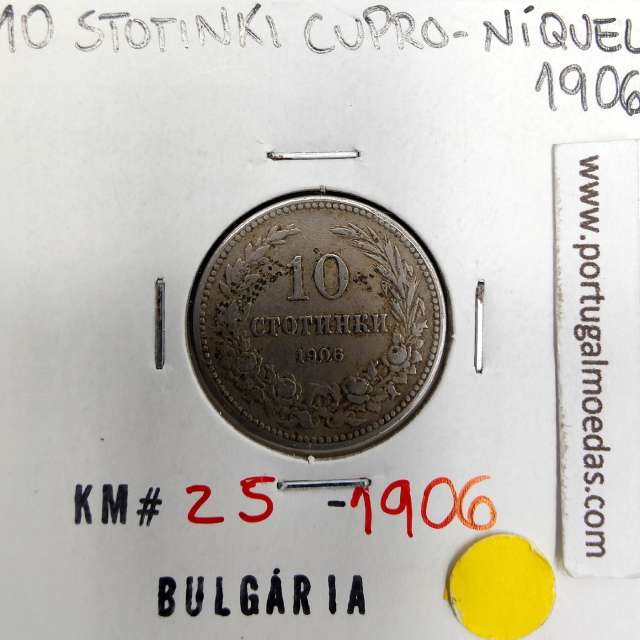 10 STOTINKI CUPRO-NÍQUEL
1906
www.portugalmoedas.com
10
СТОТИНКИ
1906
KM# 25 -1906
BULGÁRIA